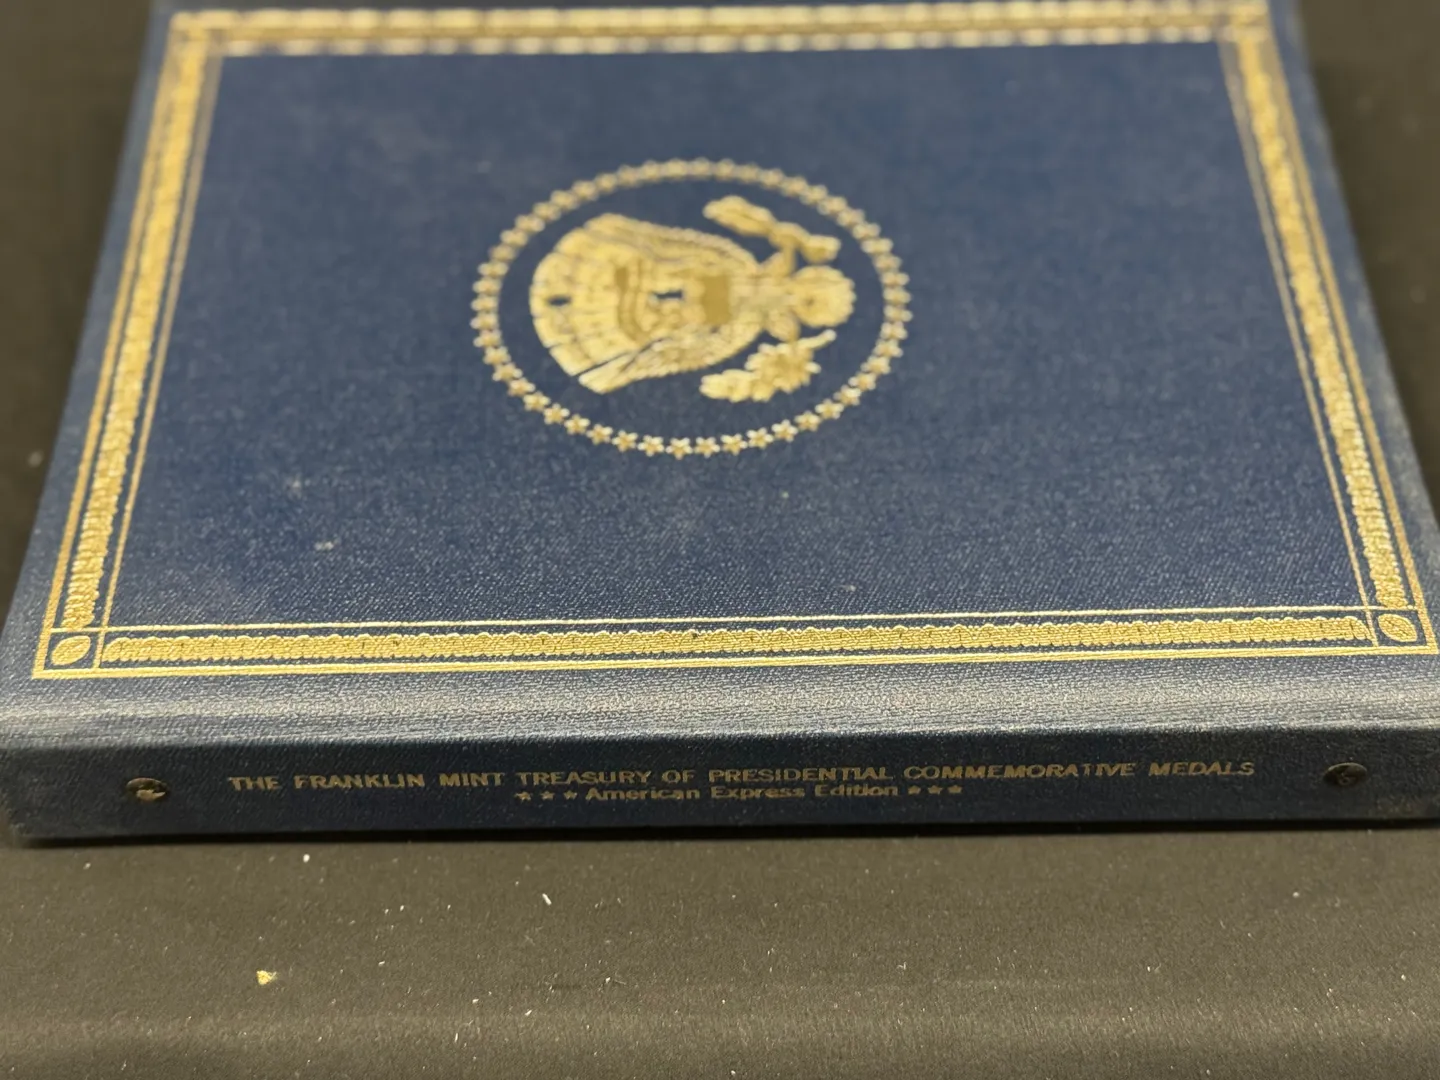 THE FRANKLIN MINT TREASURY OF PRESIDENTIAL COMMEMORATIVE MEDALS
★ ★ ★ American Express Edition ★ ★ ★